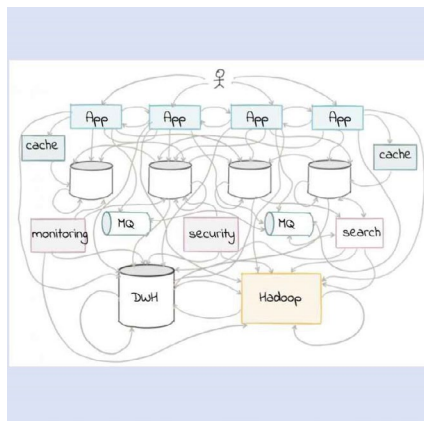 App
App
App
App
cache
cache
monitoring
MQ
security
MQ
search
DWH
Hadoop